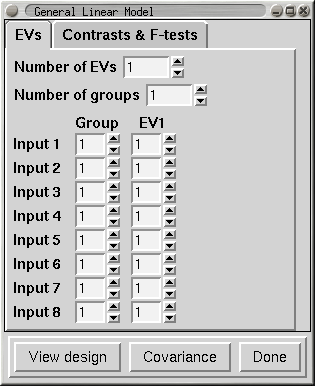 General Linear Model
EVs Contrasts & F-tests
Number of EVs 1
Number of groups 1
Group EV1
Input 1 1 1
Input 2 1 1
Input 3 1 1
Input 4 1 1
Input 5 1 1
Input 6 1 1
Input 7 1 1
Input 8 1 1
View design Covariance Done